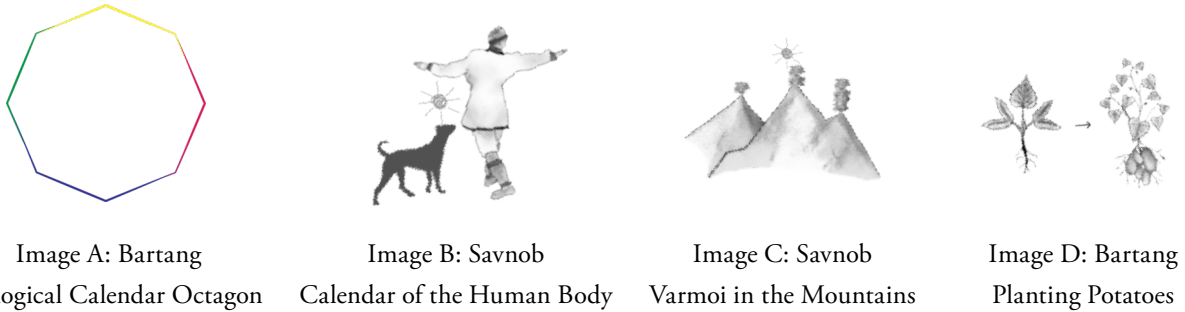 Image A: Bartang
Calendar Octagon
Image B: Savnob
Calendar of the Human Body
Image C: Savnob
Varmoi in the Mountains
Image D: Bartang
Planting Potatoes